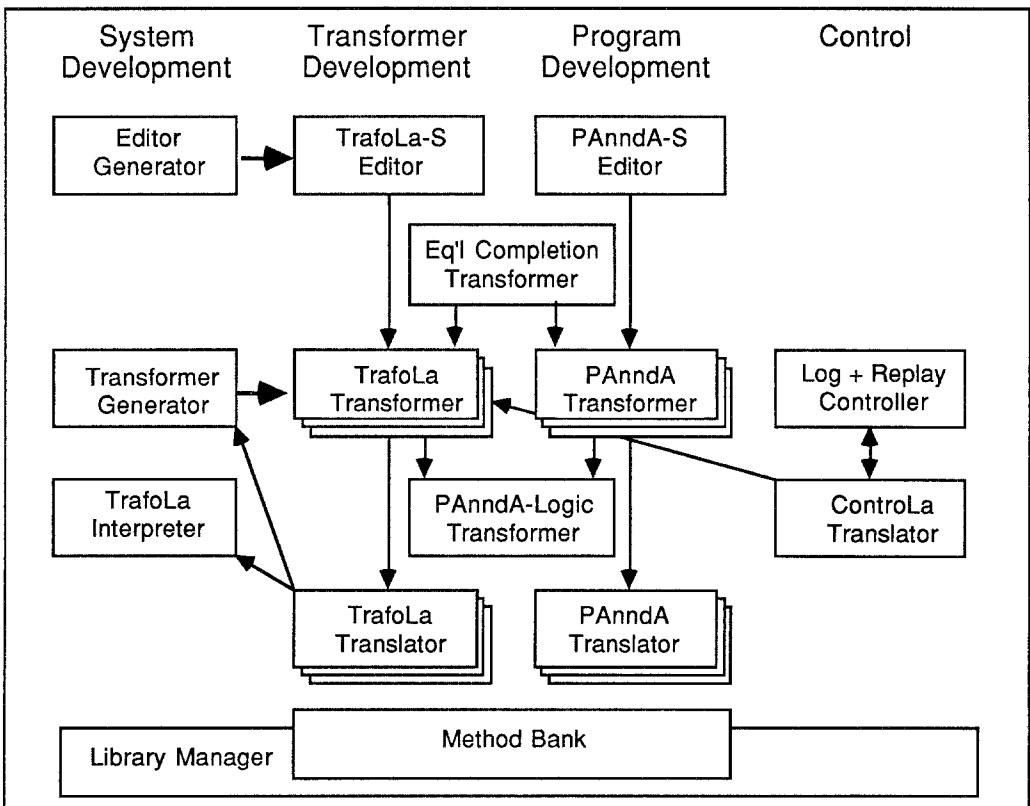 System
Development
Transformer
Development
Program
Development
Control
Editor
Generator
TrafoLa-S
Editor
PAnndA-S
Editor
Eq'l Completion
Transformer
Transformer
Generator
TrafoLa
Transformer
PAnndA
Transformer
Log + Replay
Controller
TrafoLa
Interpreter
PAnndA-Logic
Transformer
ControLa
Translator
TrafoLa
Translator
PAnndA
Translator
Method Bank
Library Manager